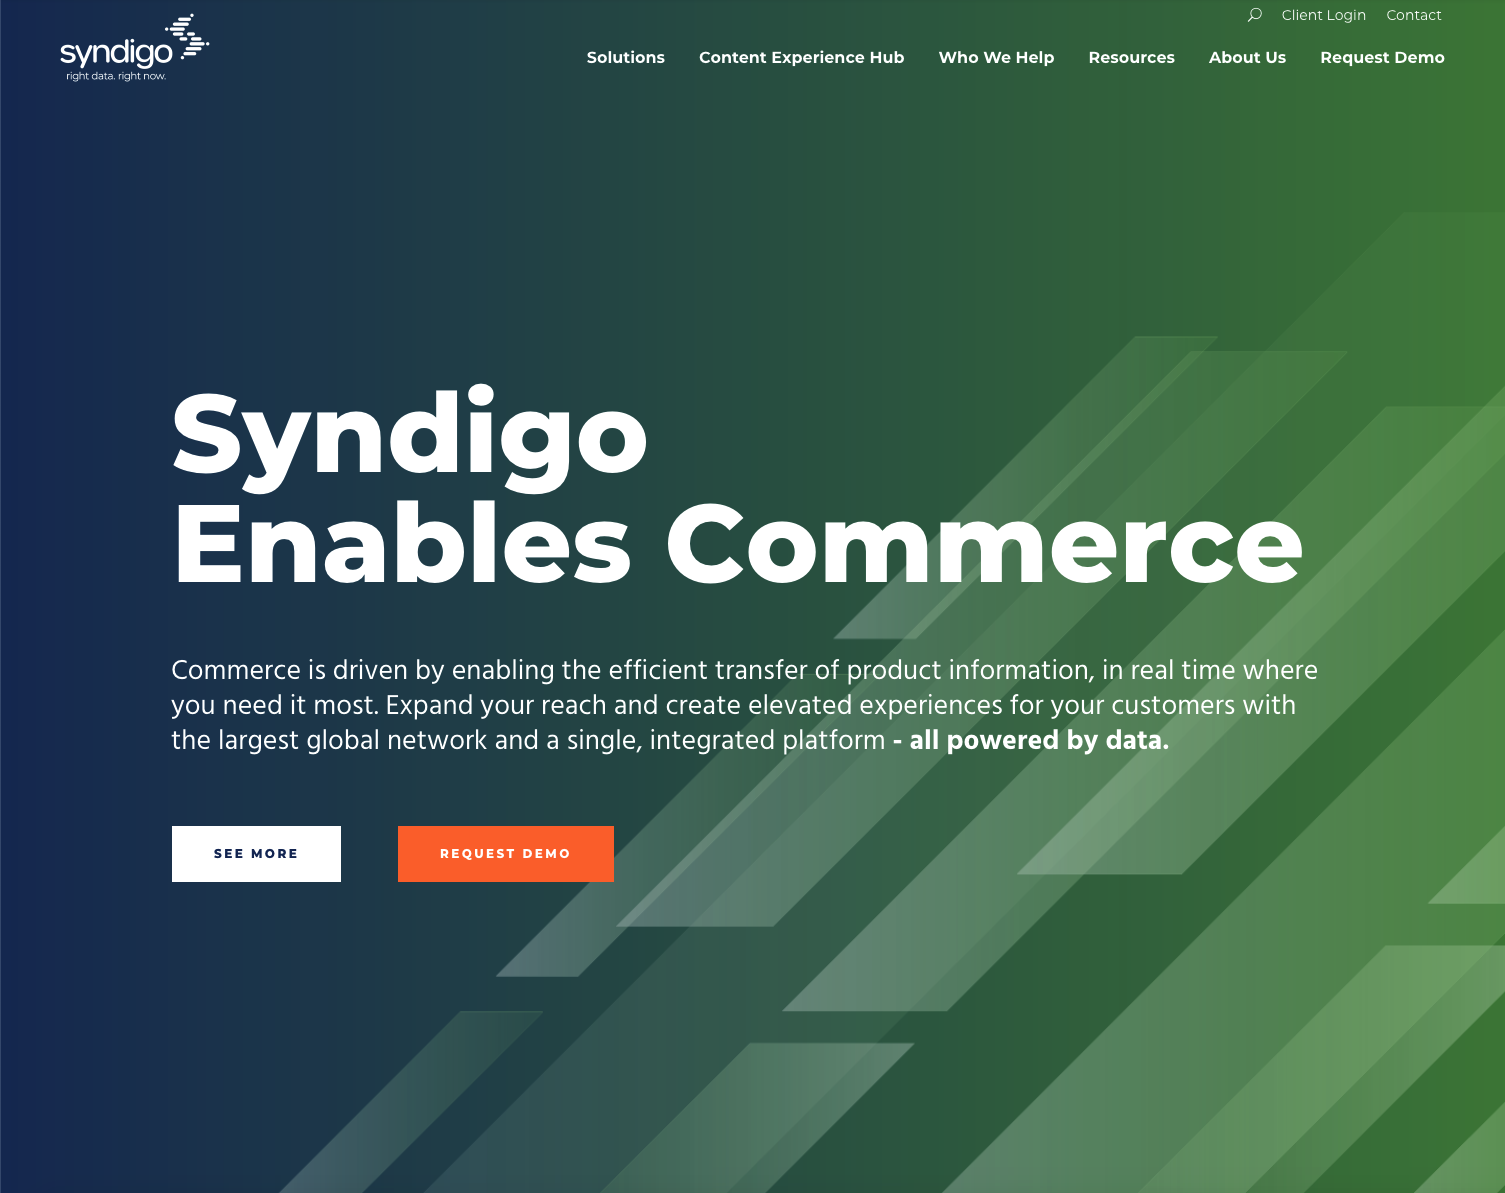 Client Login Contact
syndigo
right data. right now.
Solutions Content Experience Hub Who We Help Resources About Us Request Demo
Syndigo
Enables Commerce
Commerce is driven by enabling the efficient transfer of product information, in real time where
you need it most. Expand your reach and create elevated experiences for your customers with
the largest global network and a single, integrated platform - all powered by data.
SEE MORE REQUEST DEMO